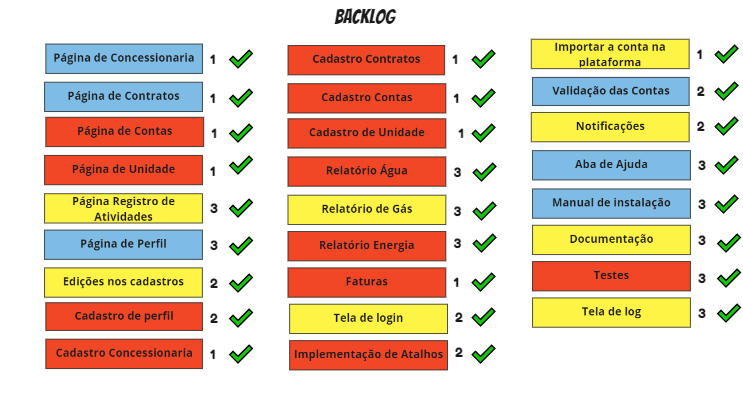 BACKLOG
Página de Concessionaria 1
Página de Contratos 1
Página de Contas 1
Página de Unidade 1
Página Registro de
Atividades 3
Página de Perfil 3
Edições nos cadastros 2
Cadastro de perfil 2
Cadastro Concessionaria 1
Cadastro Contratos 1
Cadastro Contas 1
Cadastro de Unidade 1
Relatório Água 3
Relatório de Gás 3
Relatório Energia 3
Faturas 1
Tela de login 2
Implementação de Atalhos 2
Importar a conta na
plataforma 1
Validação das Contas 2
Notificações 2
Aba de Ajuda 3
Manual de instalação 3
Documentação 3
Testes 3
Tela de log 3